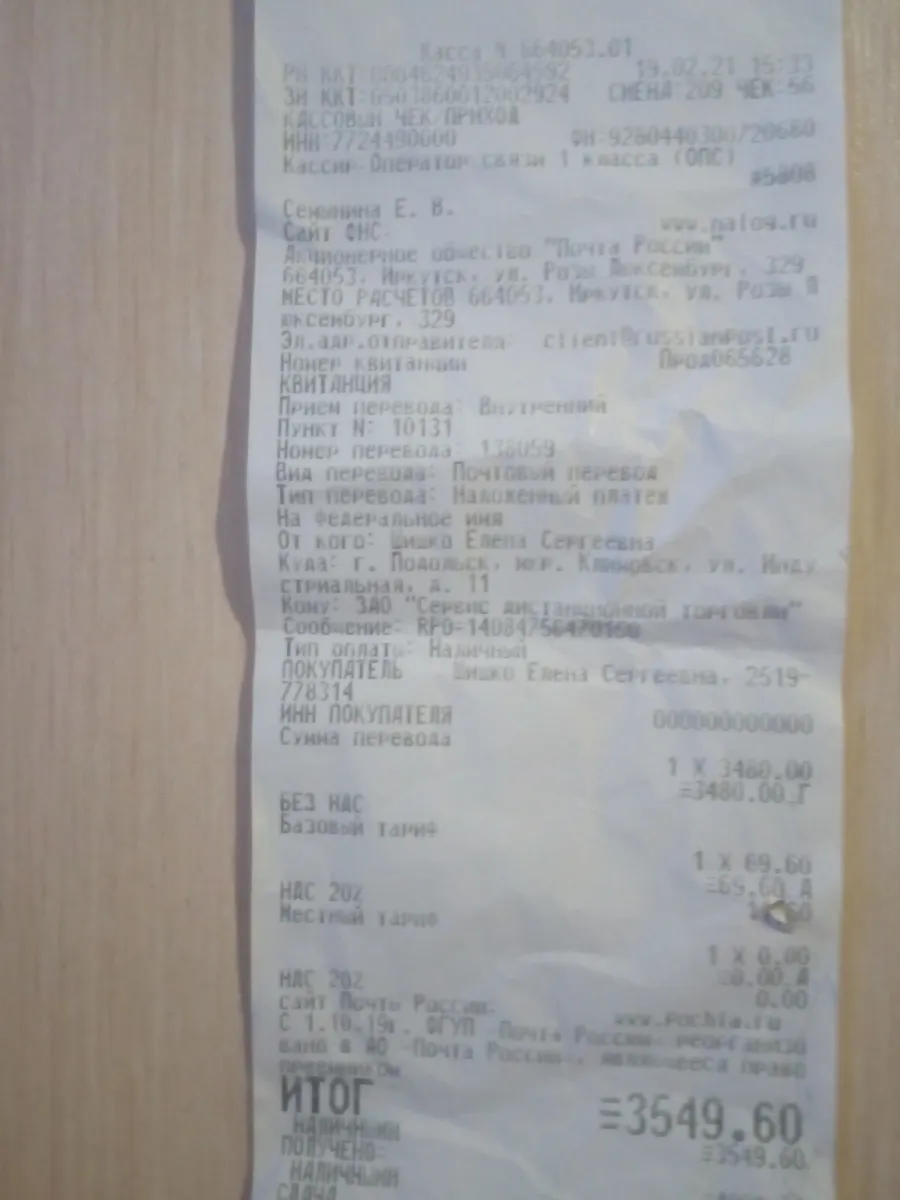 Касса N 664053.01
РН ККТ: 19.02.21 15:33
ЗН ККТ: СМЕНА:209 ЧЕК:56
КАССОВЫЙ ЧЕК/ПРИХОД
ИНН:7724490000 ФН:9280440300720680
Кассир Оператор связи 1 класса (ОПС)
#5808
Е. В.
Сайт ФНС: www.nalog.ru
Акционерное общество "Почта России"
664053, Иркутск, ул. Розы Люксембург, 329
МЕСТО РАСЧЕТОВ 664053, Иркутск, ул. Розы Л
юксембург, 329
Эл.адр.отправителя: client@russianpost.ru
Номер квитанции Прод065628
КВИТАНЦИЯ
Прием перевода: Внутренний
Пункт N: 10131
Номер перевода: 138059
Вид перевода: Почтовый перевод
Тип перевода: Наложенный платеж
На федеральное имя
От кого: Шишко Елена Сергеевна
Куда: г. Подольск, мкр. Климовск, ул. Инду
стриальная, д. 11
Кому: ЗАО "Сервис дистанционной торговли"
Сообщение: RPO=14084756470160
Тип оплаты: Наличный
ПОКУПАТЕЛЬ Шишко Елена Сергеевна, 2519-
778314
ИНН ПОКУПАТЕЛЯ 000000000000
Сумма перевода
1 X 3480.00
≡3480.00_Г
БЕЗ НДС
Базовый тариф
1 X 69.60
≡69.60_А
НДС 20%
Местный тариф
1 X 0.00
≡0.00_А
НДС 20% 0.00
сайт Почты России: www.pochta.ru
С 1.10.19г. ФГУП "Почта России" реорганизо
вано в АО "Почта России", являющееся право
преемником
ИТОГ ≡3549.60
НАЛИЧНЫМИ ≡3549.60
ПОЛУЧЕНО:
НАЛИЧНЫМИ
СДАЧА